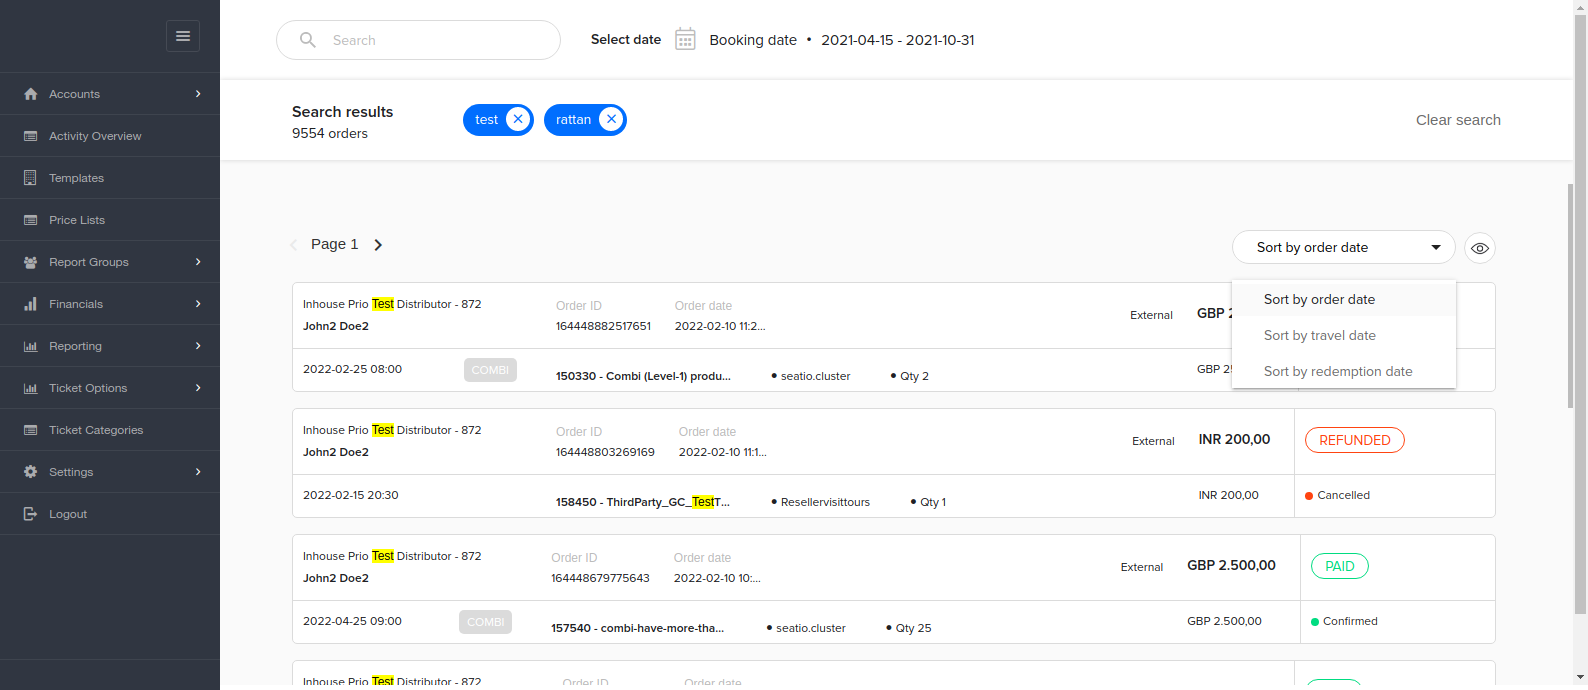 Search
Select date
Booking date • 2021-04-15 - 2021-10-31
Accounts
Activity Overview
Templates
Price Lists
Report Groups
Financials
Reporting
Ticket Options
Ticket Categories
Settings
Logout
Search results
9554 orders
test
rattan
Clear search
Page 1
Sort by order date
Sort by order date
Sort by travel date
Sort by redemption date
Inhouse Prio Test Distributor - 872
John2 Doe2
Order ID
164448882517651
Order date
2022-02-10 11:2...
External
GBP
2022-02-25 08:00
COMBI
150330 - Combi (Level-1) produ...
• seatio.cluster
• Qty 2
GBP
Inhouse Prio Test Distributor - 872
John2 Doe2
Order ID
164448803269169
Order date
2022-02-10 11:1...
External
INR 200,00
REFUNDED
2022-02-15 20:30
158450 - ThirdParty_GC_TestT...
• Resellervisittours
• Qty 1
INR 200,00
Cancelled
Inhouse Prio Test Distributor - 872
John2 Doe2
Order ID
164448679775643
Order date
2022-02-10 10:...
External
GBP 2.500,00
PAID
2022-04-25 09:00
COMBI
157540 - combi-have-more-tha...
• seatio.cluster
• Qty 25
GBP 2.500,00
Confirmed
Inhouse Prio Test Distributor - 872
Order ID
Order date